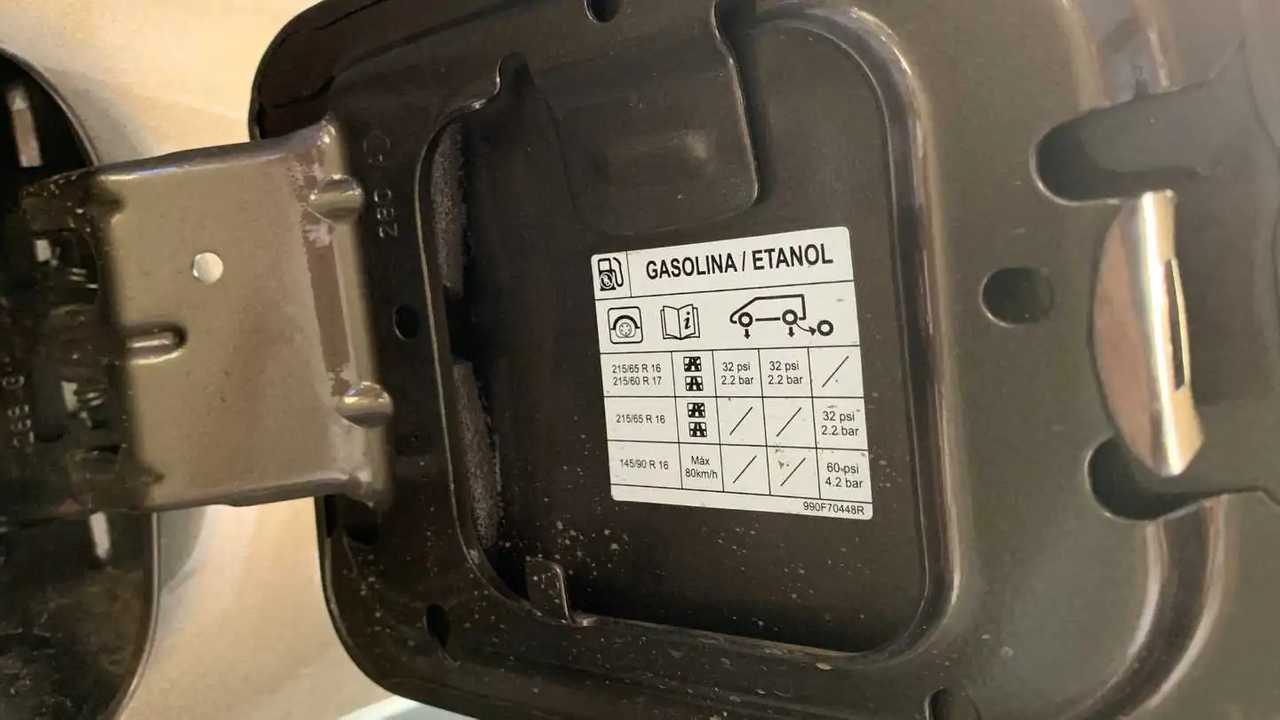 GASOLINA / ETANOL
i
215/65 R 16
215/60 R 17
32 psi
2.2 bar
32 psi
2.2 bar
215/65 R 16
32 psi
2.2 bar
145/90 R 16
Máx
80km/h
60 psi
4.2 bar
990F70448R